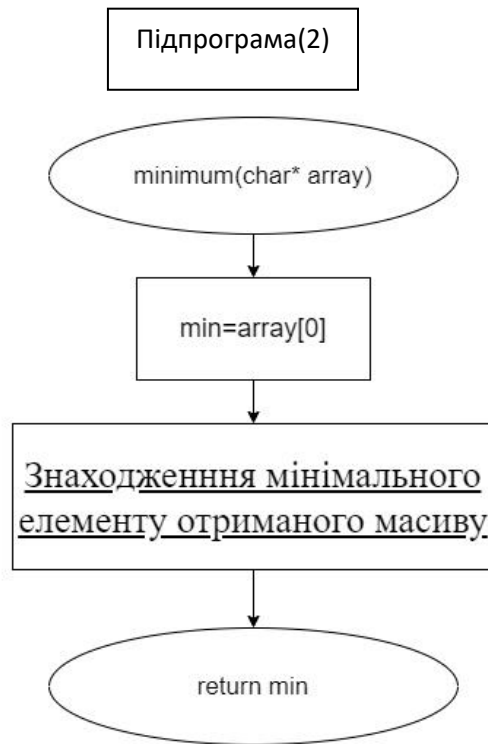 Підпрограма(2)
minimum(char* array)
min=array[0]
Знаходженння мінімального
елементу отриманого масиву
return min